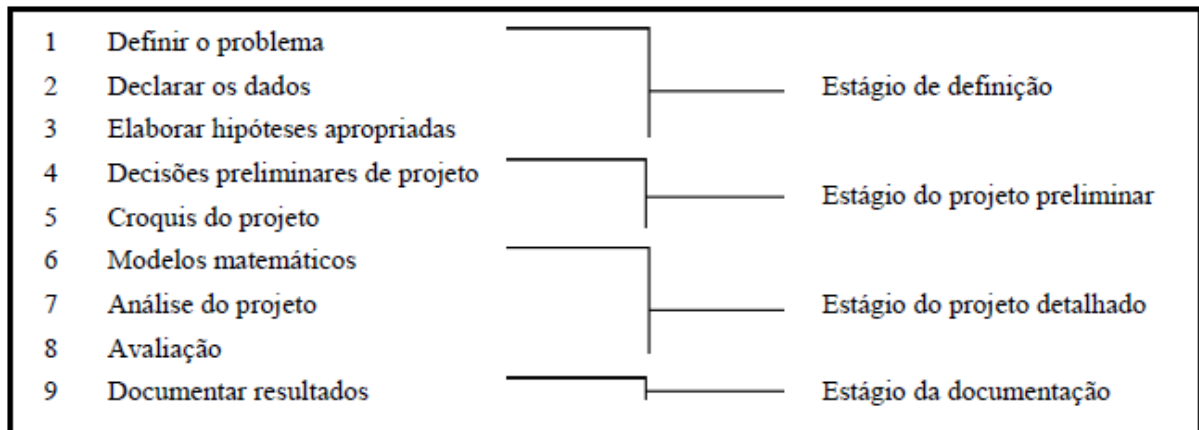 1 Definir o problema
2 Declarar os dados
Estágio de definição
3 Elaborar hipóteses apropriadas
4 Decisões preliminares de projeto
Estágio do projeto preliminar
5 Croquis do projeto
6 Modelos matemáticos
7 Análise do projeto
Estágio do projeto detalhado
8 Avaliação
9 Documentar resultados
Estágio da documentação